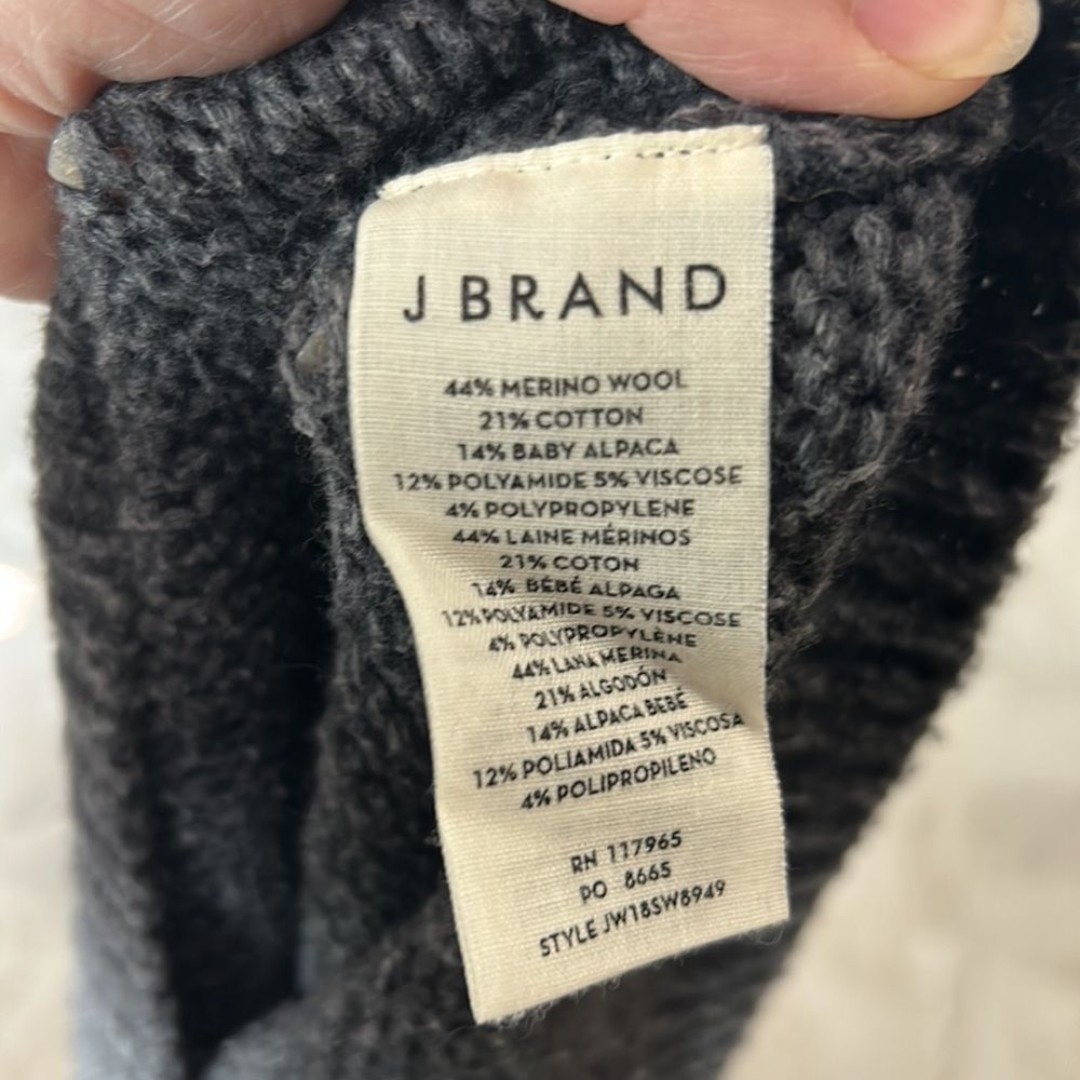 J BRAND
44% MERINO WOOL
21% COTTON
14% BABY ALPACA
12% POLYAMIDE 5% VISCOSE
4% POLYPROPYLENE
44% LAINE MÉRINOS
21% COTON
14% BÉBÉ ALPAGA
12% POLYAMIDE 5% VISCOSE
4% POLYPROPYLÈNE
44% LANA MERINA
21% ALGODÓN
14% ALPACA BEBÉ
12% POLIAMIDA 5% VISCOSA
4% POLIPROPILENO
RN 117965
PO 8665
STYLE JW18SW8949